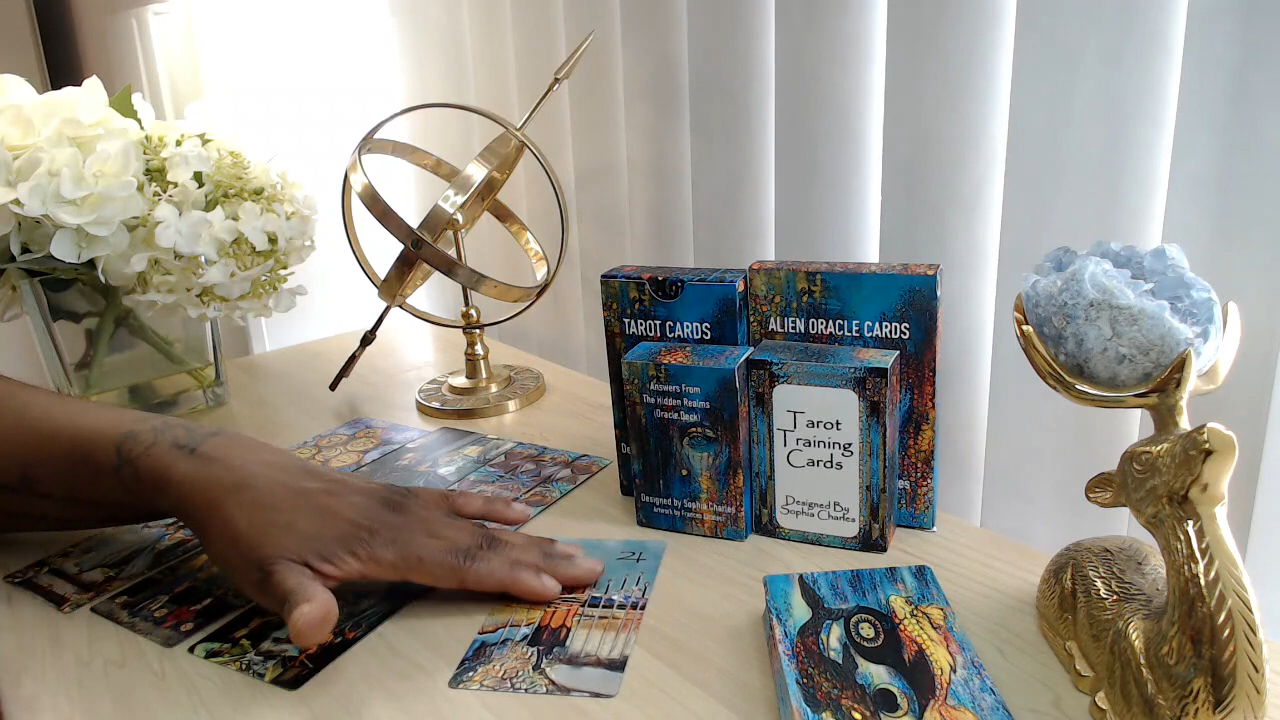 TAROT CARDS
ALIEN ORACLE CARDS
Answers From
The Hidden Realms
(Oracle Deck)
Designed by Sophia Charles
Tarot
Training
Cards
Designed By
Sophia Charles